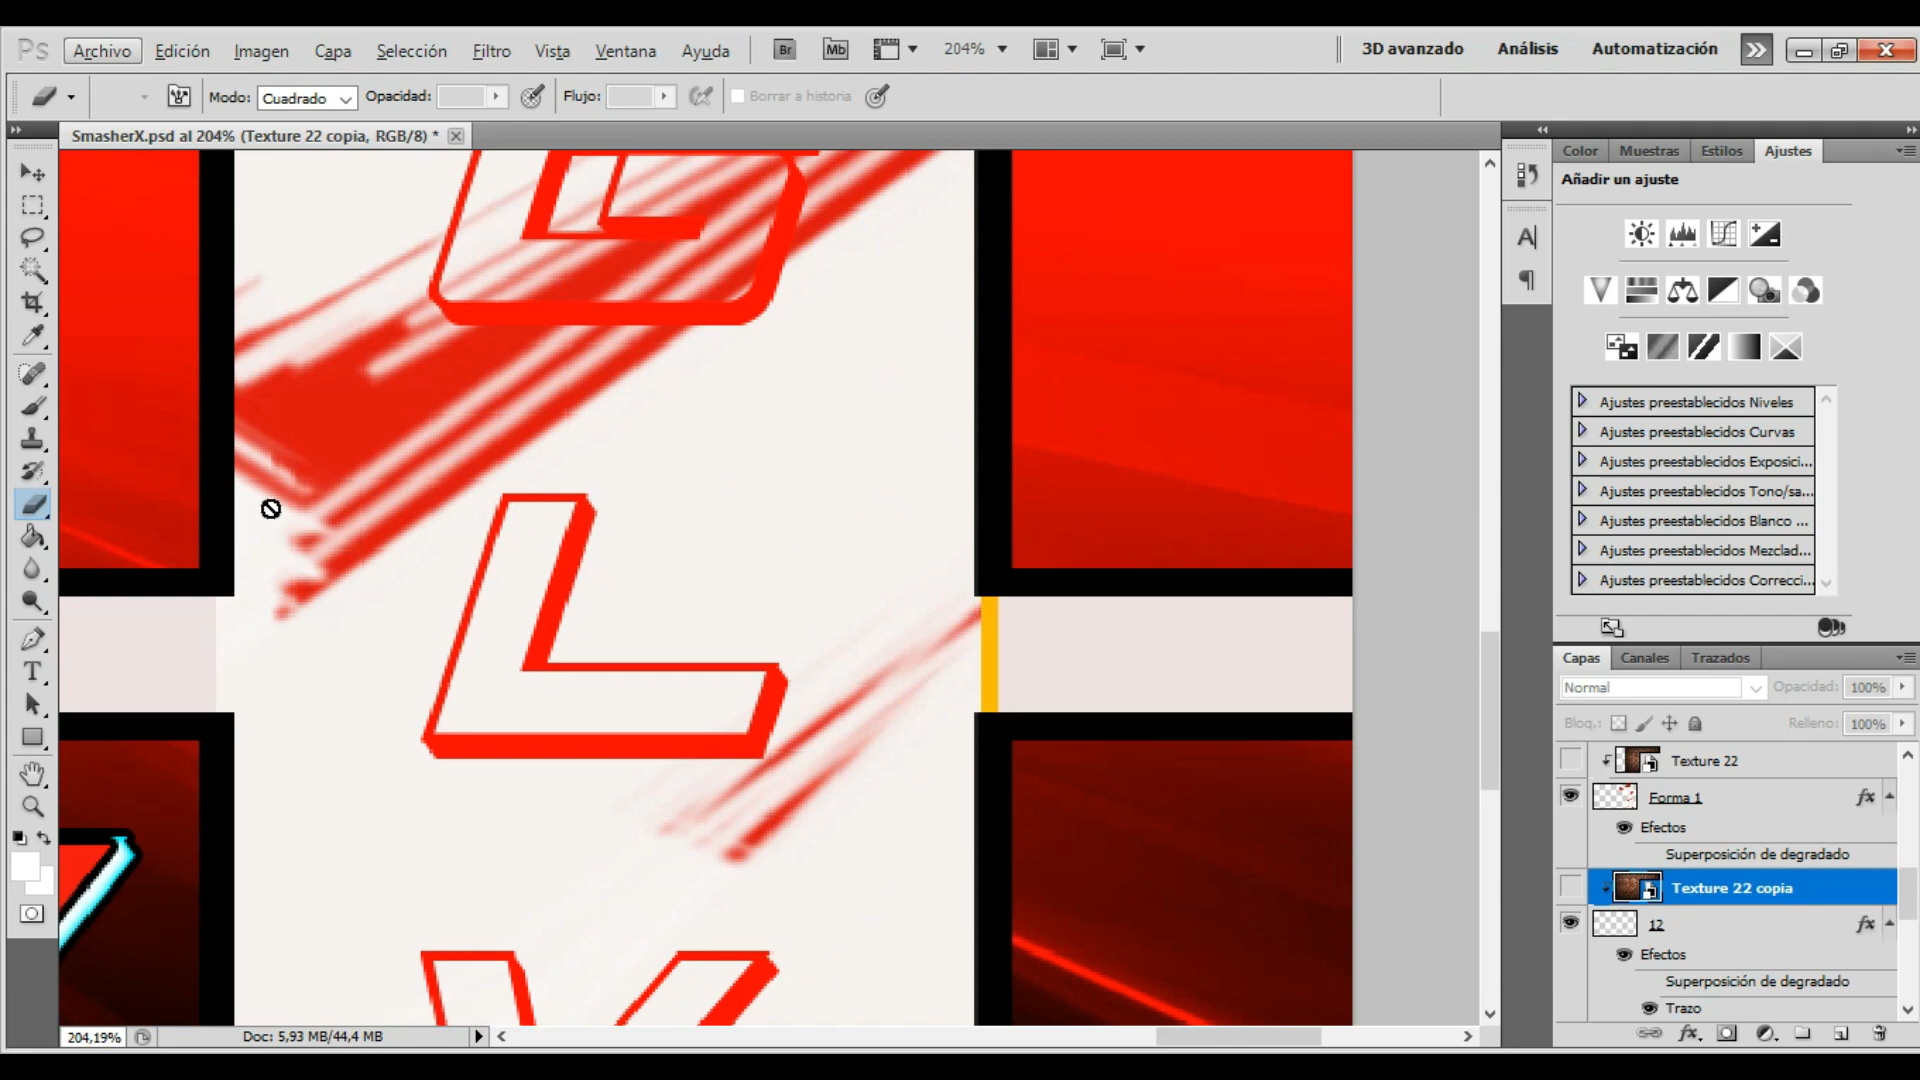 Ps Archivo Edición Imagen Capa Selección Filtro Vista Ventana Ayuda Br Mb 204% 3D avanzado Análisis Automatización
Modo: Cuadrado Opacidad: Flujo: Borrar a historia
SmasherX.psd al 204% (Texture 22 copia, RGB/8) *
Color Muestras Estilos Ajustes
Añadir un ajuste
Ajustes preestablecidos Niveles
Ajustes preestablecidos Curvas
Ajustes preestablecidos Exposici...
Ajustes preestablecidos Tono/sa...
Ajustes preestablecidos Blanco ...
Ajustes preestablecidos Mezclad...
Ajustes preestablecidos Correcci...
L
Capas Canales Trazados
Normal Opacidad: 100%
Bloq.: Relleno: 100%
Texture 22
Forma 1 fx
Efectos
Superposición de degradado
Texture 22 copia
12 fx
Efectos
Superposición de degradado
Trazo
204,19% Doc: 5,93 MB/44,4 MB